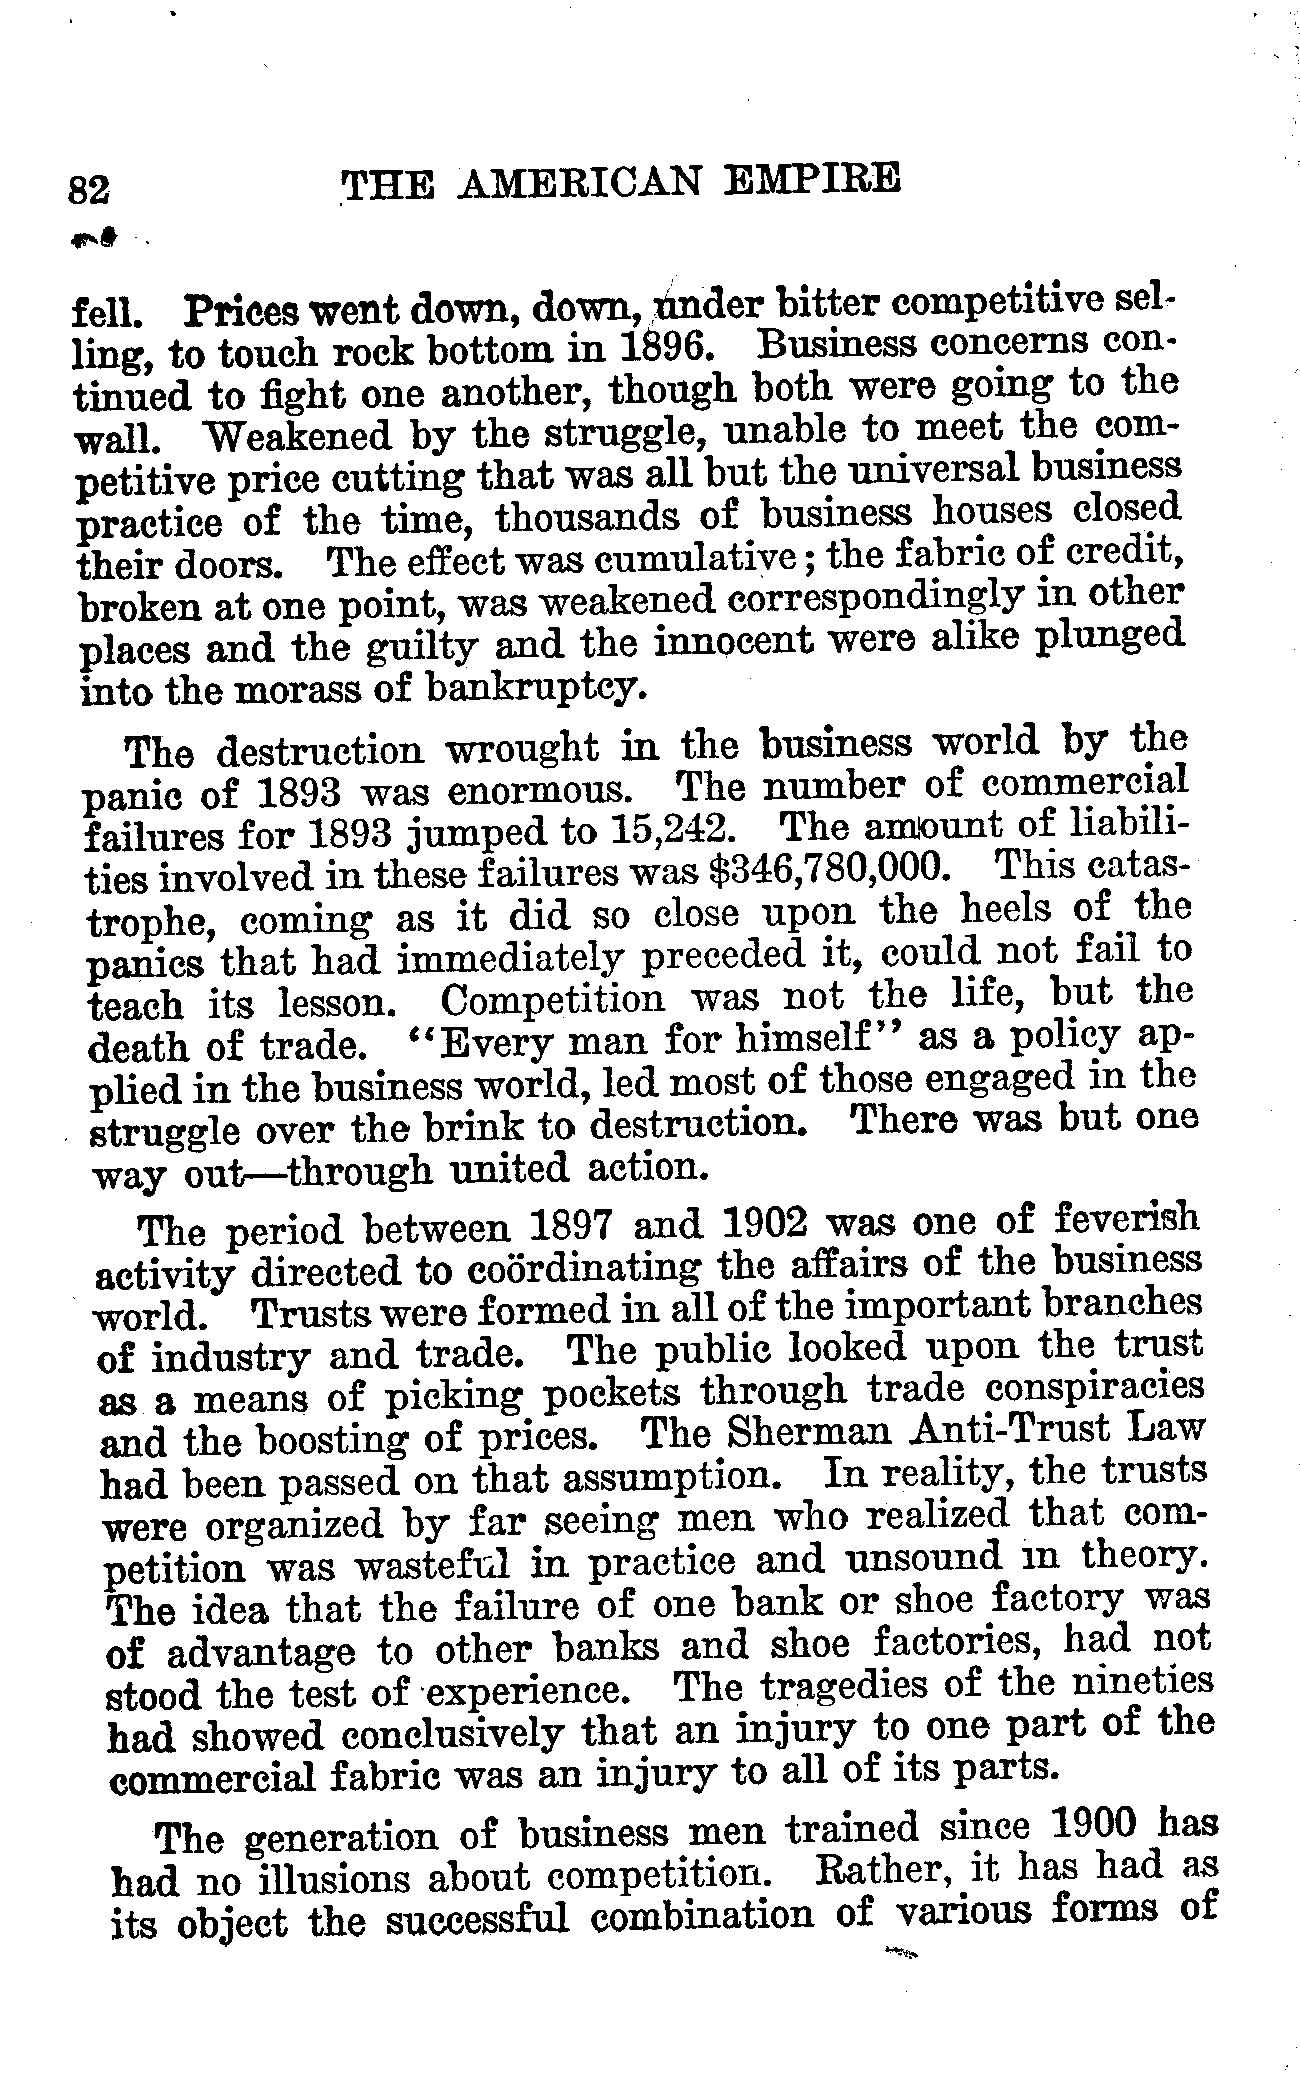 82 THE AMERICAN EMPIRE
fell. Prices went down, down, under bitter competitive sel-
ling, to touch rock bottom in 1896. Business concerns con-
tinued to fight one another, though both were going to the
wall. Weakened by the struggle, unable to meet the com-
petitive price cutting that was all but the universal business
practice of the time, thousands of business houses closed
their doors. The effect was cumulative; the fabric of credit,
broken at one point, was weakened correspondingly in other
places and the guilty and the innocent were alike plunged
into the morass of bankruptcy.
The destruction wrought in the business world by the
panic of 1893 was enormous. The number of commercial
failures for 1893 jumped to 15,242. The amount of liabili-
ties involved in these failures was $346,780,000. This catas-
trophe, coming as it did so close upon the heels of the
panics that had immediately preceded it, could not fail to
teach its lesson. Competition was not the life, but the
death of trade. "Every man for himself" as a policy ap-
plied in the business world, led most of those engaged in the
struggle over the brink to destruction. There was but one
way out—through united action.
The period between 1897 and 1902 was one of feverish
activity directed to coördinating the affairs of the business
world. Trusts were formed in all of the important branches
of industry and trade. The public looked upon the trust
as a means of picking pockets through trade conspiracies
and the boosting of prices. The Sherman Anti-Trust Law
had been passed on that assumption. In reality, the trusts
were organized by far seeing men who realized that com-
petition was wasteful in practice and unsound in theory.
The idea that the failure of one bank or shoe factory was
of advantage to other banks and shoe factories, had not
stood the test of experience. The tragedies of the nineties
had showed conclusively that an injury to one part of the
commercial fabric was an injury to all of its parts.
The generation of business men trained since 1900 has
had no illusions about competition. Rather, it has had as
its object the successful combination of various forms of